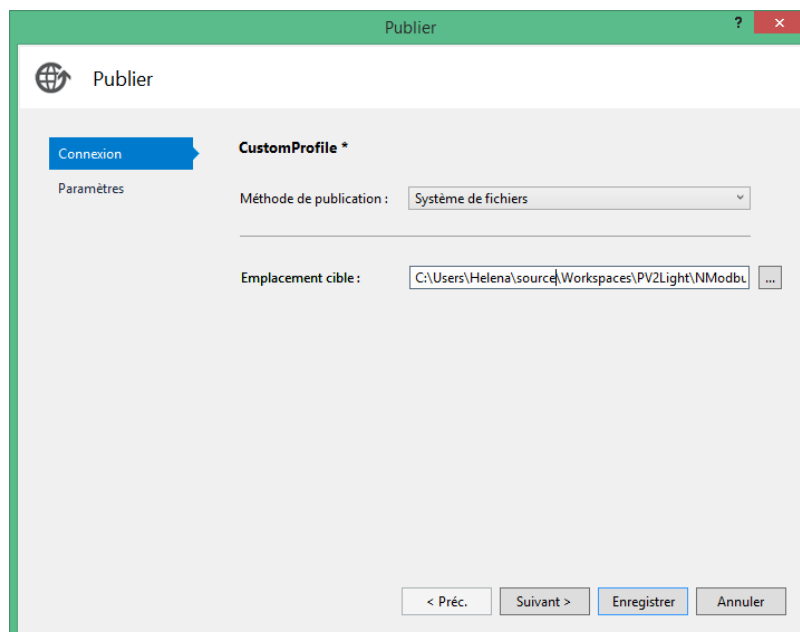 Publier
?
Publier
Connexion
Paramètres
CustomProfile *
Méthode de publication :
Système de fichiers
Emplacement cible :
C:\Users\Helena\source\Workspaces\PV2Light\NModbu
...
< Préc.
Suivant >
Enregistrer
Annuler